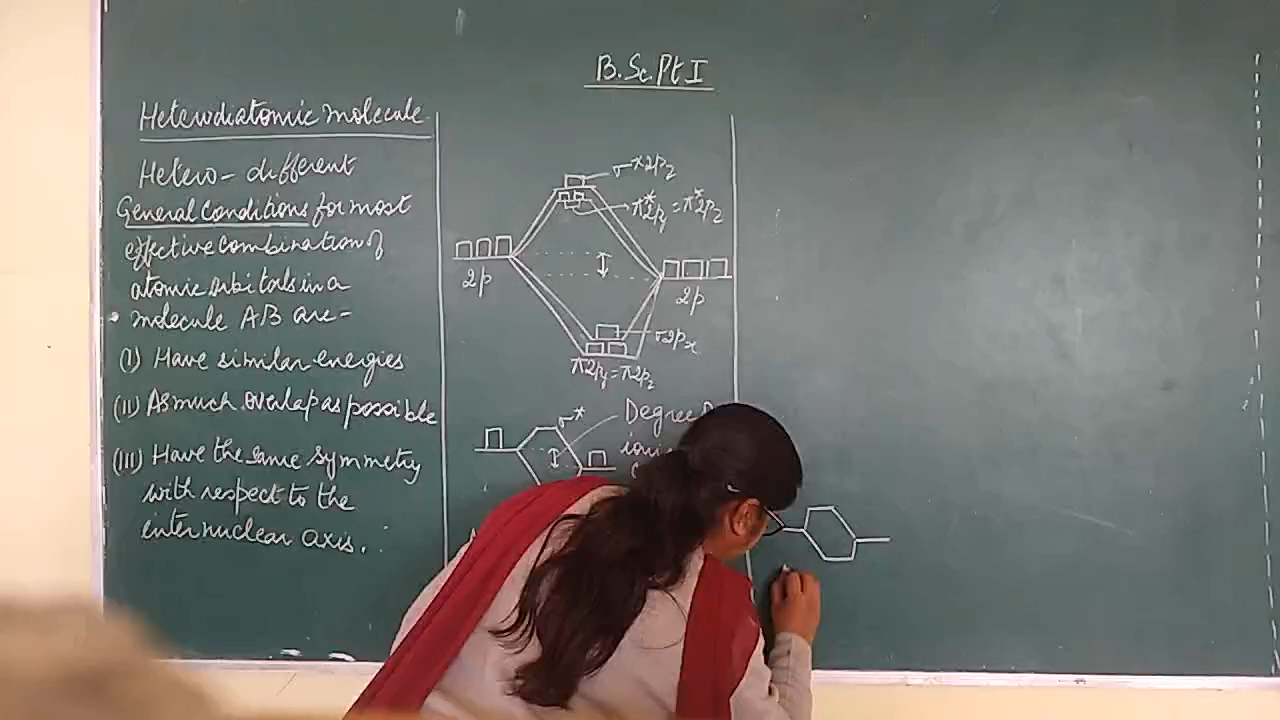 B.Sc.Pt I
Heterodiatomic molecule
Hetero - different
General Conditions for most
effective combination of
atomic orbitals in a
molecule AB are -
(I) Have similar energies
(II) As much overlap as possible
(III) Have the same symmetry
with respect to the
internuclear axis.
σ*2pz
π*2py = π*2pz
2p
2p
σ2px
π2py = π2pz
σ*
Degree